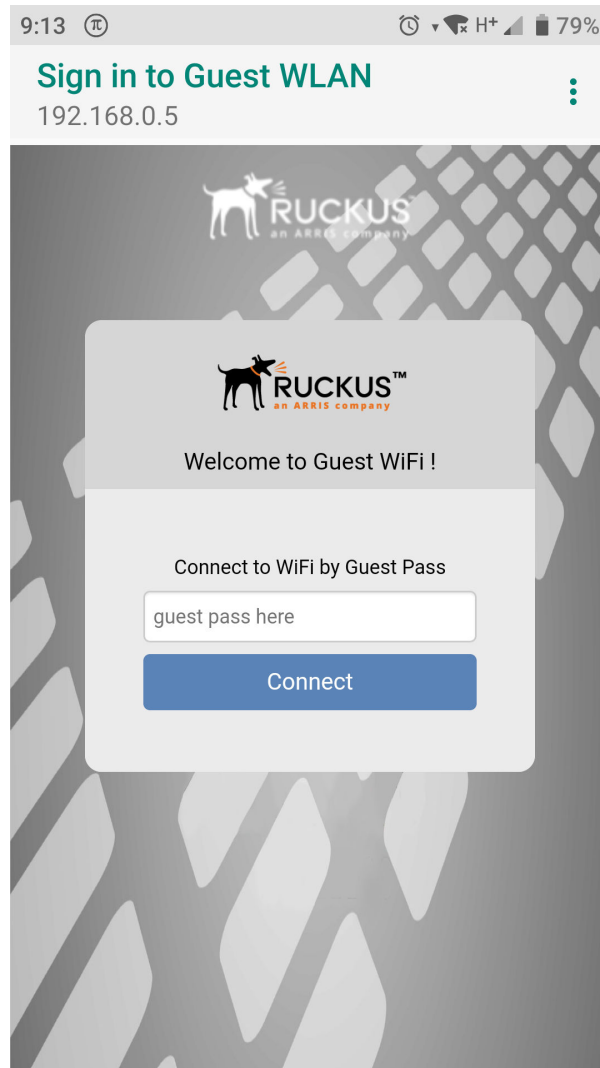 9:13 H+ 79%
Sign in to Guest WLAN
192.168.0.5
RUCKUS
an ARRIS company
RUCKUS™
an ARRIS company
Welcome to Guest WiFi !
Connect to WiFi by Guest Pass
guest pass here
Connect